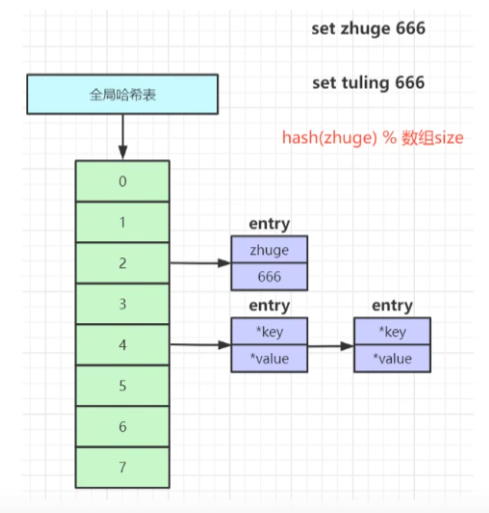 set zhuge 666
set tuling 666
全局哈希表
hash(zhuge) % 数组size
0
1
2
3
4
5
6
7
entry
zhuge
666
entry
*key
*value
entry
*key
*value